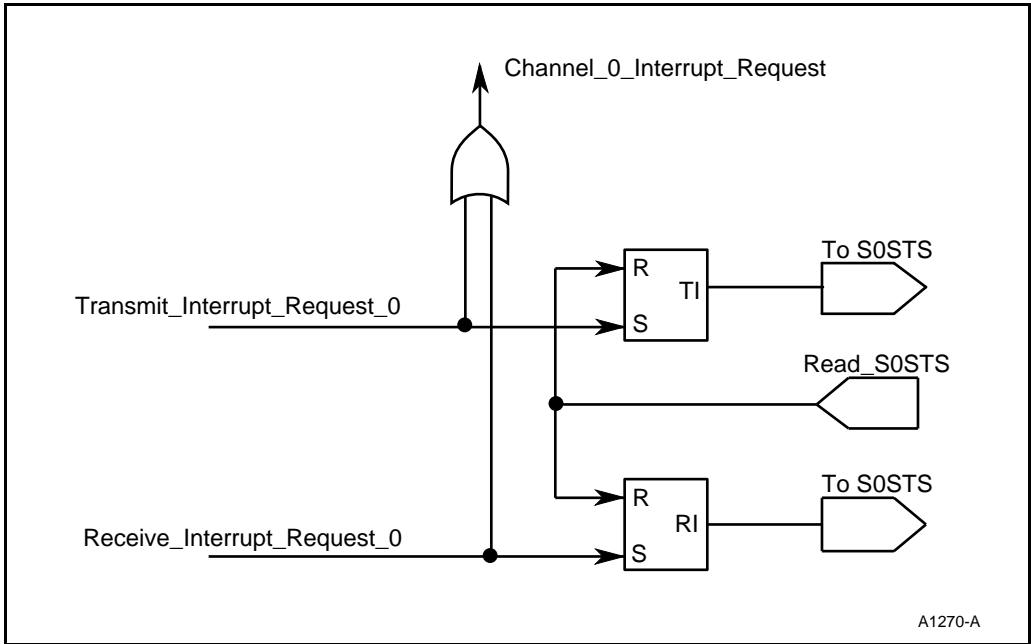 Channel_0_Interrupt_Request
To S0STS
R
TI
Transmit_Interrupt_Request_0
S
Read_S0STS
To S0STS
R
RI
Receive_Interrupt_Request_0
S
A1270-A